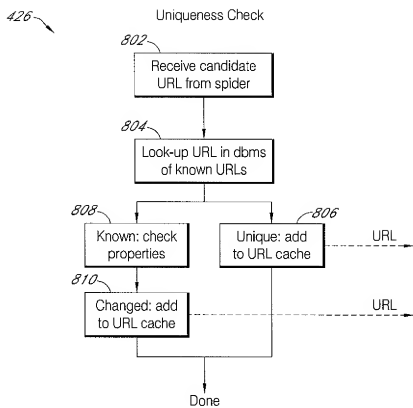 426
Uniqueness Check
802
Receive candidate
URL from spider
804
Look-up URL in dbms
of known URLs
808
Known: check
properties
806
Unique: add
to URL cache
URL
810
Changed: add
to URL cache
URL
Done